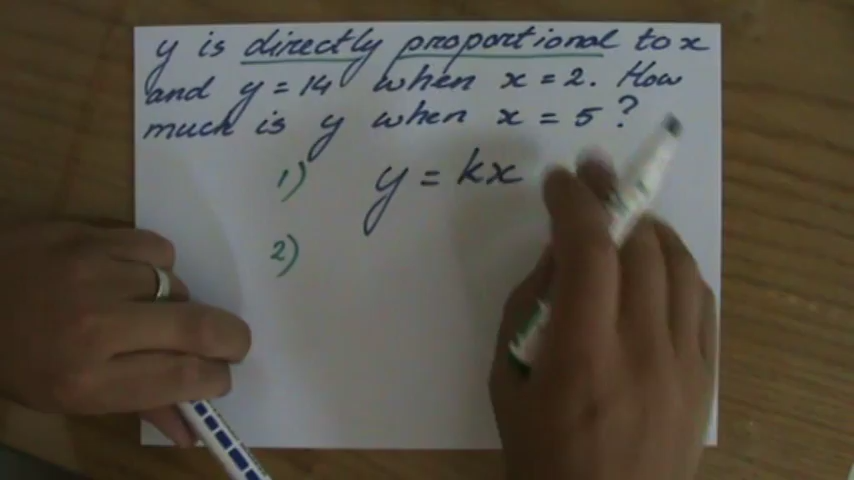 y is directly proportional to x
and y = 14 when x = 2. How
much is y when x = 5?
1) y = kx
2)